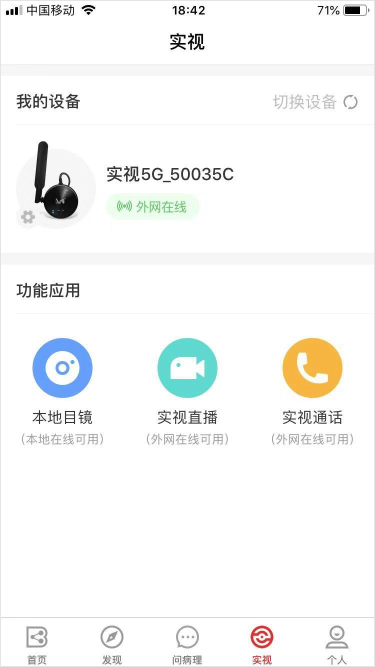 中国移动 18:42 71%
实视
我的设备 切换设备
实视5G_50035C
外网在线
功能应用
本地目镜 实视直播 实视通话
(本地在线可用) (外网在线可用) (外网在线可用)
首页 发现 问病理 实视 个人